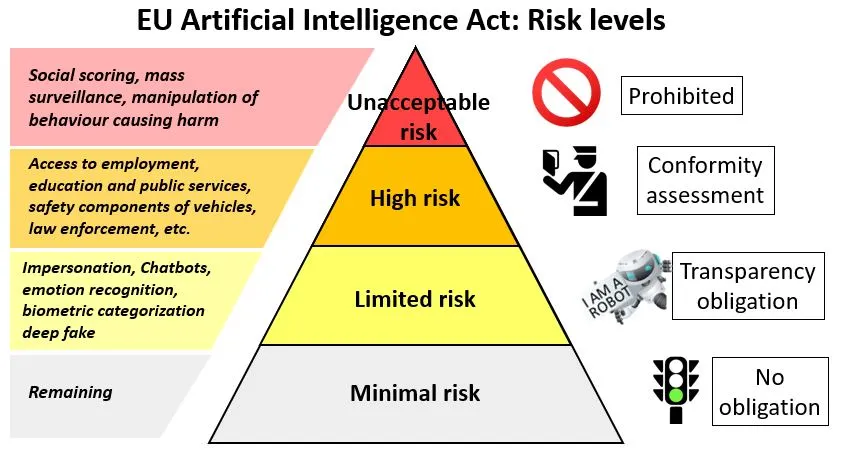 EU Artificial Intelligence Act: Risk levels
Social scoring, mass
surveillance, manipulation of
behaviour causing harm
Unacceptable
risk
Prohibited
Access to employment,
education and public services,
safety components of vehicles,
law enforcement, etc.
High risk
Conformity
assessment
Impersonation, Chatbots,
emotion recognition,
biometric categorization
deep fake
Limited risk
I AM A
ROBOT
Transparency
obligation
Remaining
Minimal risk
No
obligation